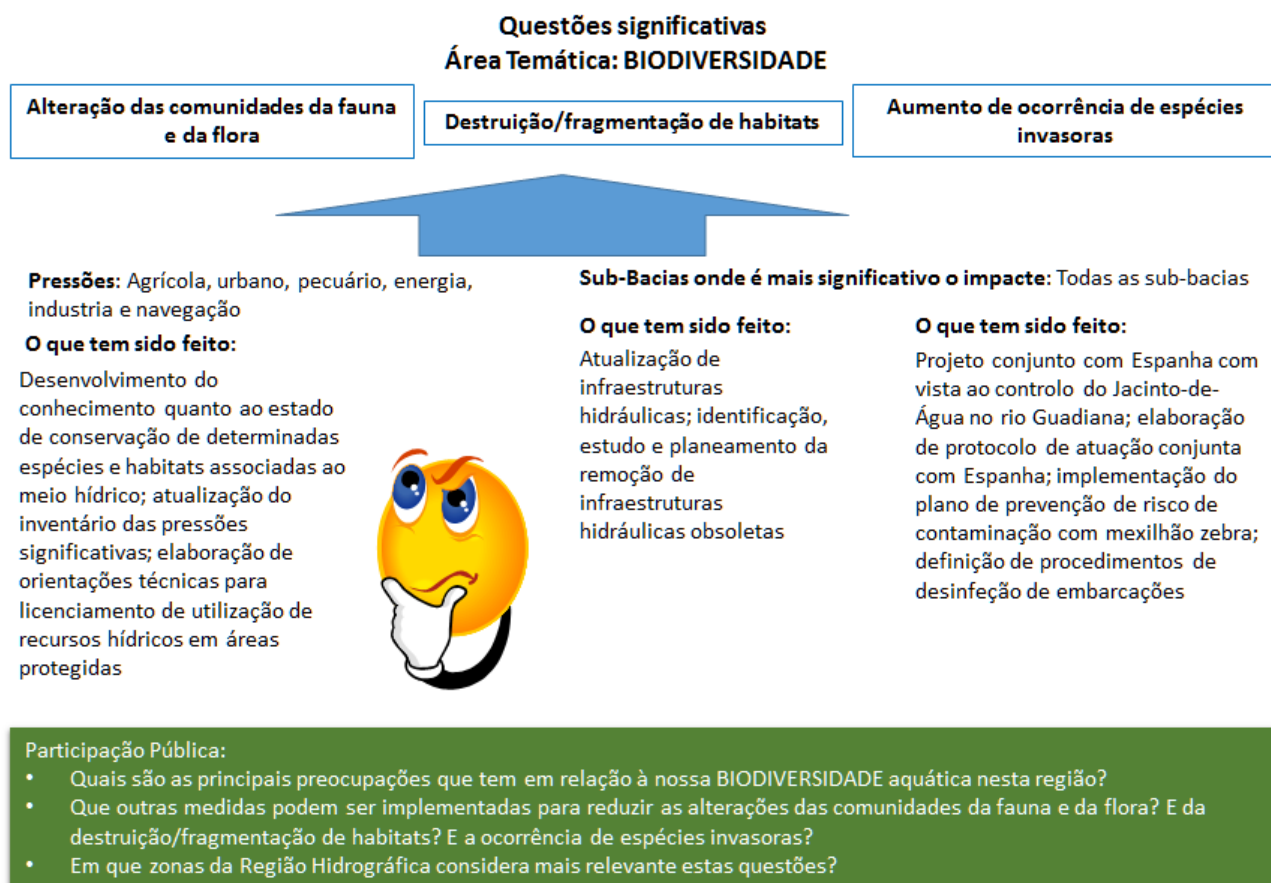 Questões significativas
Área Temática: BIODIVERSIDADE
Alteração das comunidades da fauna
e da flora
Destruição/fragmentação de habitats
Aumento de ocorrência de espécies
invasoras
Pressões: Agrícola, urbano, pecuário, energia,
industria e navegação
O que tem sido feito:
Desenvolvimento do
conhecimento quanto ao estado
de conservação de determinadas
espécies e habitats associadas ao
meio hídrico; atualização do
inventário das pressões
significativas; elaboração de
orientações técnicas para
licenciamento de utilização de
recursos hídricos em áreas
protegidas
Sub-Bacias onde é mais significativo o impacte: Todas as sub-bacias
O que tem sido feito:
Atualização de
infraestruturas
hidráulicas; identificação,
estudo e planeamento da
remoção de
infraestruturas
hidráulicas obsoletas
O que tem sido feito:
Projeto conjunto com Espanha com
vista ao controlo do Jacinto-de-
Água no rio Guadiana; elaboração
de protocolo de atuação conjunta
com Espanha; implementação do
plano de prevenção de risco de
contaminação com mexilhão zebra;
definição de procedimentos de
desinfeção de embarcações
Participação Pública:
• Quais são as principais preocupações que tem em relação à nossa BIODIVERSIDADE aquática nesta região?
• Que outras medidas podem ser implementadas para reduzir as alterações das comunidades da fauna e da flora? E da
destruição/fragmentação de habitats? E a ocorrência de espécies invasoras?
• Em que zonas da Região Hidrográfica considera mais relevante estas questões?